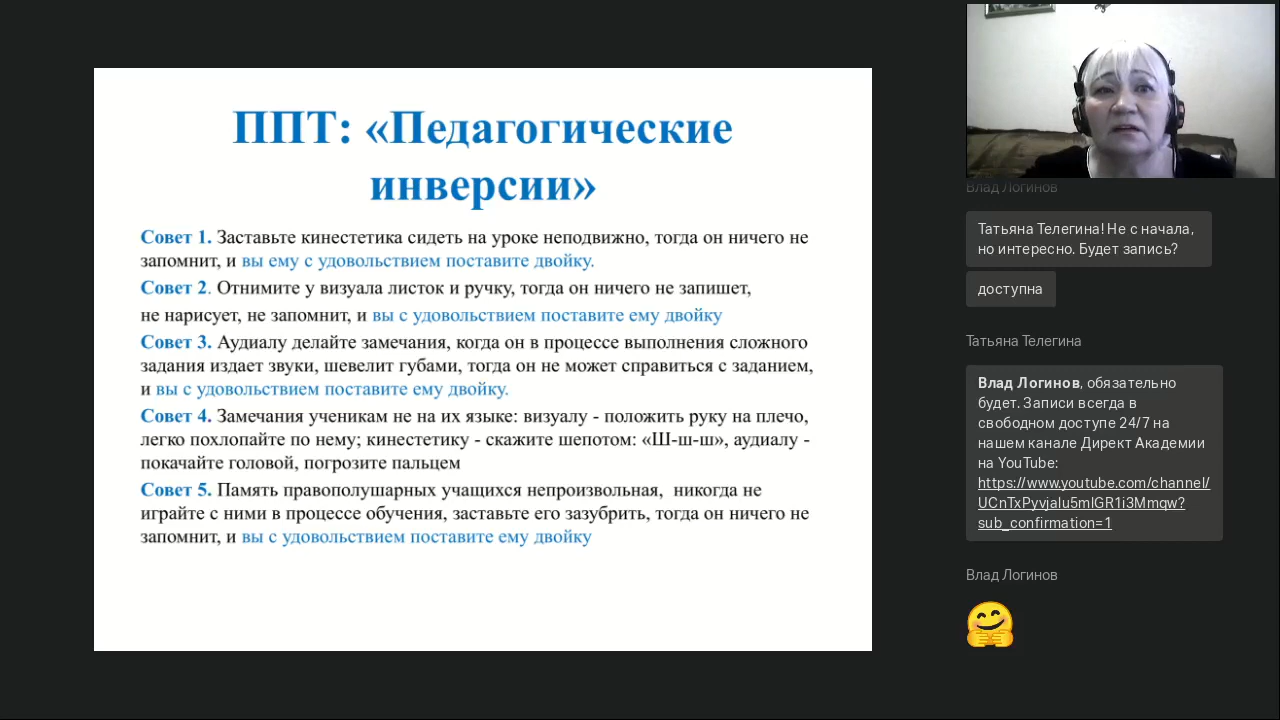 ППТ: «Педагогические
инверсии»
Совет 1. Заставьте кинестетика сидеть на уроке неподвижно, тогда он ничего не
запомнит, и вы ему с удовольствием поставите двойку.
Совет 2. Отнимите у визуала листок и ручку, тогда он ничего не запишет,
не нарисует, не запомнит, и вы с удовольствием поставите ему двойку
Совет 3. Аудиалу делайте замечания, когда он в процессе выполнения сложного
задания издает звуки, шевелит губами, тогда он не может справиться с заданием,
и вы с удовольствием поставите ему двойку.
Совет 4. Замечания ученикам не на их языке: визуалу - положить руку на плечо,
легко похлопайте по нему; кинестетику - скажите шепотом: «Ш-ш-ш», аудиалу -
покачайте головой, погрозите пальцем
Совет 5. Память правополушарных учащихся непроизвольная, никогда не
играйте с ними в процессе обучения, заставьте его зазубрить, тогда он ничего не
запомнит, и вы с удовольствием поставите ему двойку
Влад Логинов
Татьяна Телегина! Не с начала,
но интересно. Будет запись?
доступна
Татьяна Телегина
Влад Логинов, обязательно
будет. Записи всегда в
свободном доступе 24/7 на
нашем канале Директ Академии
на YouTube:
https://www.youtube.com/channel/
UCnTxPyvjalu5mlGR1i3Mmqw?
sub_confirmation=1
Влад Логинов